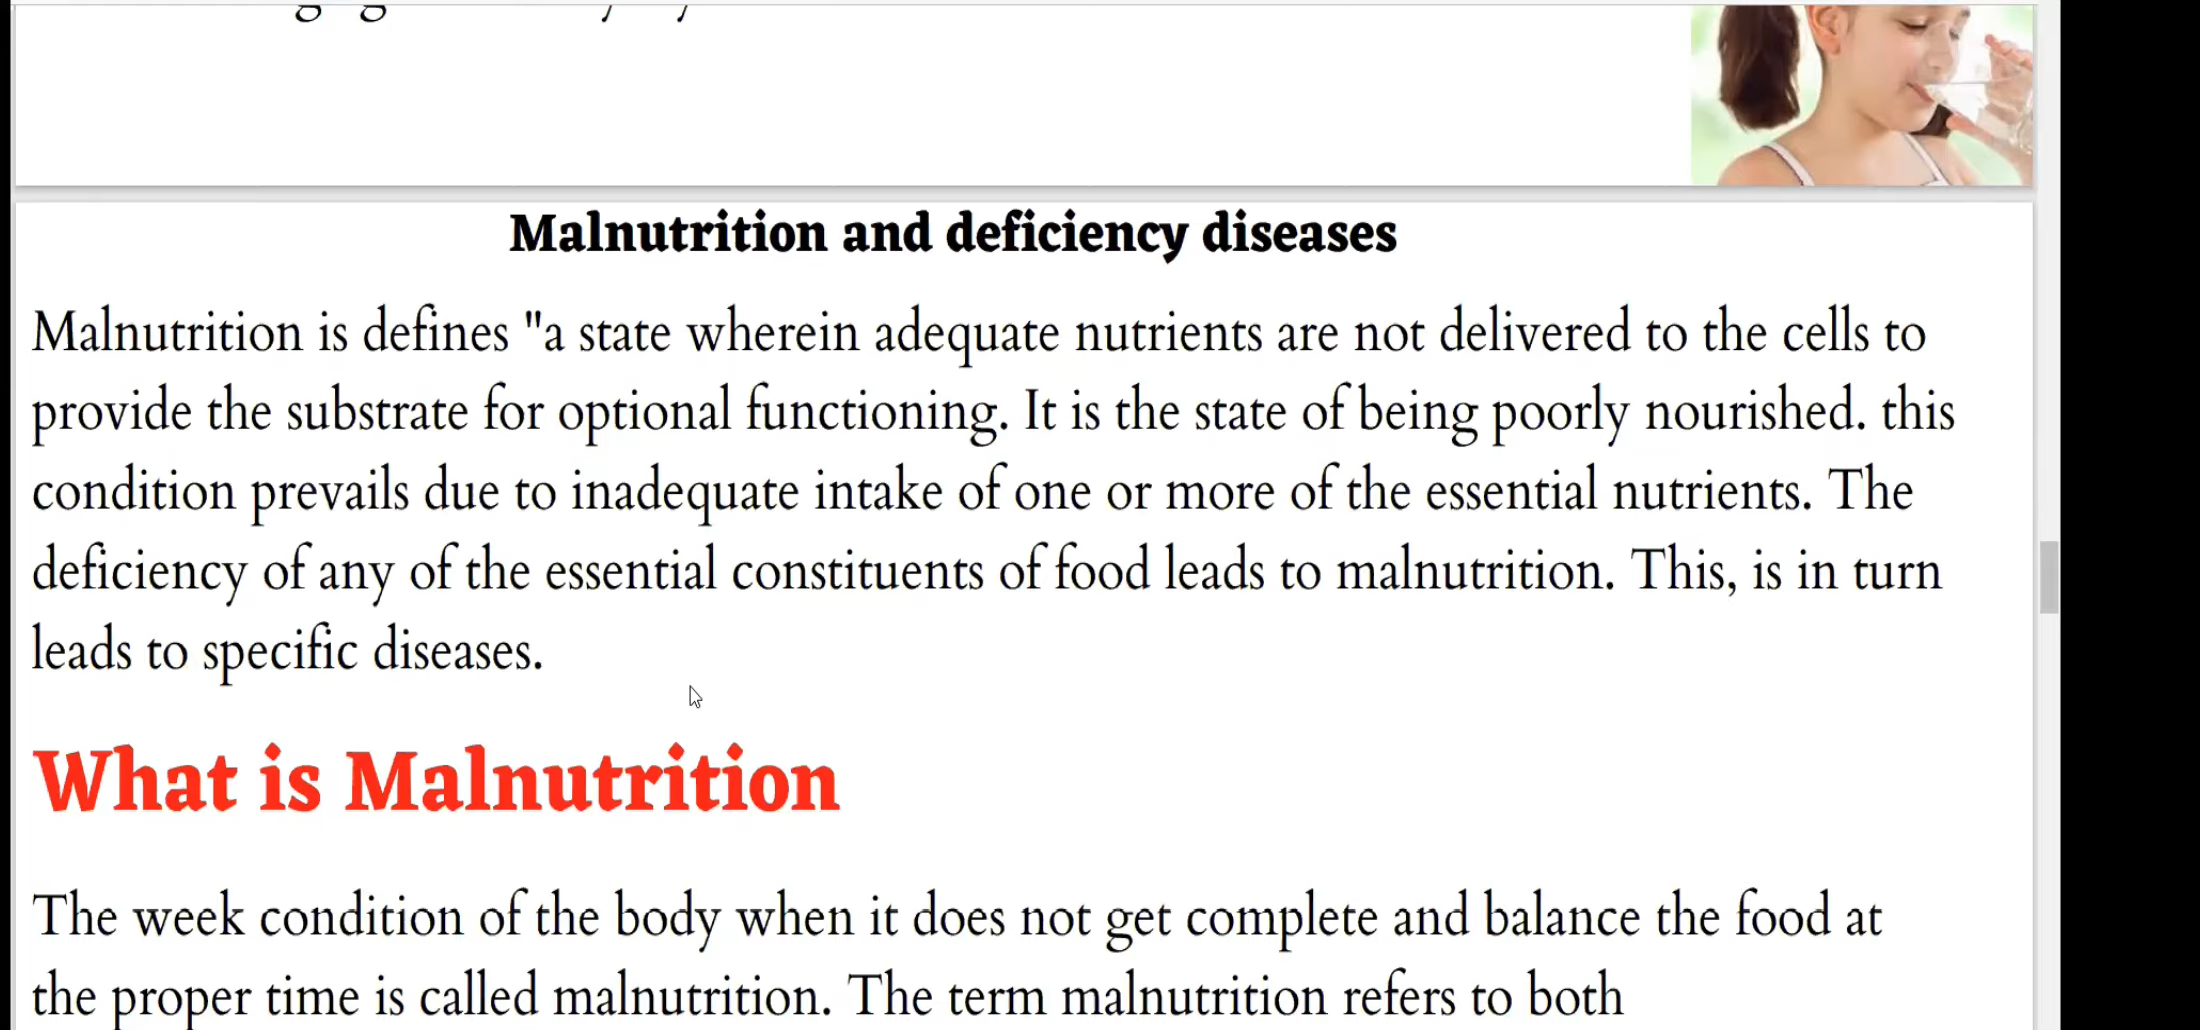 Malnutrition and deficiency diseases
Malnutrition is defines "a state wherein adequate nutrients are not delivered to the cells to
provide the substrate for optional functioning. It is the state of being poorly nourished. this
condition prevails due to inadequate intake of one or more of the essential nutrients. The
deficiency of any of the essential constituents of food leads to malnutrition. This, is in turn
leads to specific diseases.
What is Malnutrition
The week condition of the body when it does not get complete and balance the food at
the proper time is called malnutrition. The term malnutrition refers to both